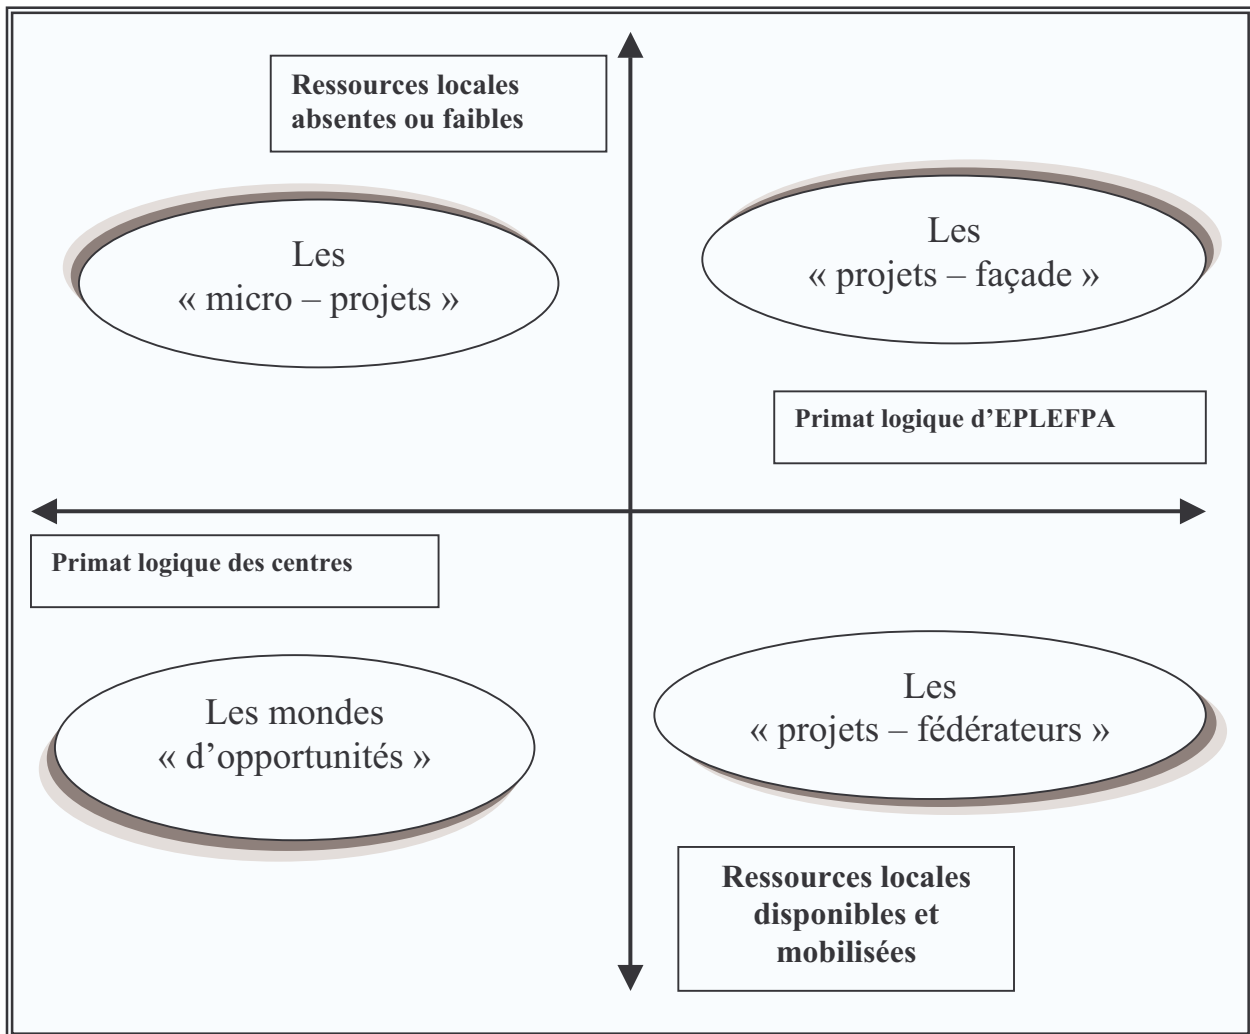 Ressources locales
absentes ou faibles
Les
« micro – projets »
Les
« projets – façade »
Primat logique d’EPLEFPA
Primat logique des centres
Les mondes
« d’opportunités »
Les
« projets – fédérateurs »
Ressources locales
disponibles et
mobilisées